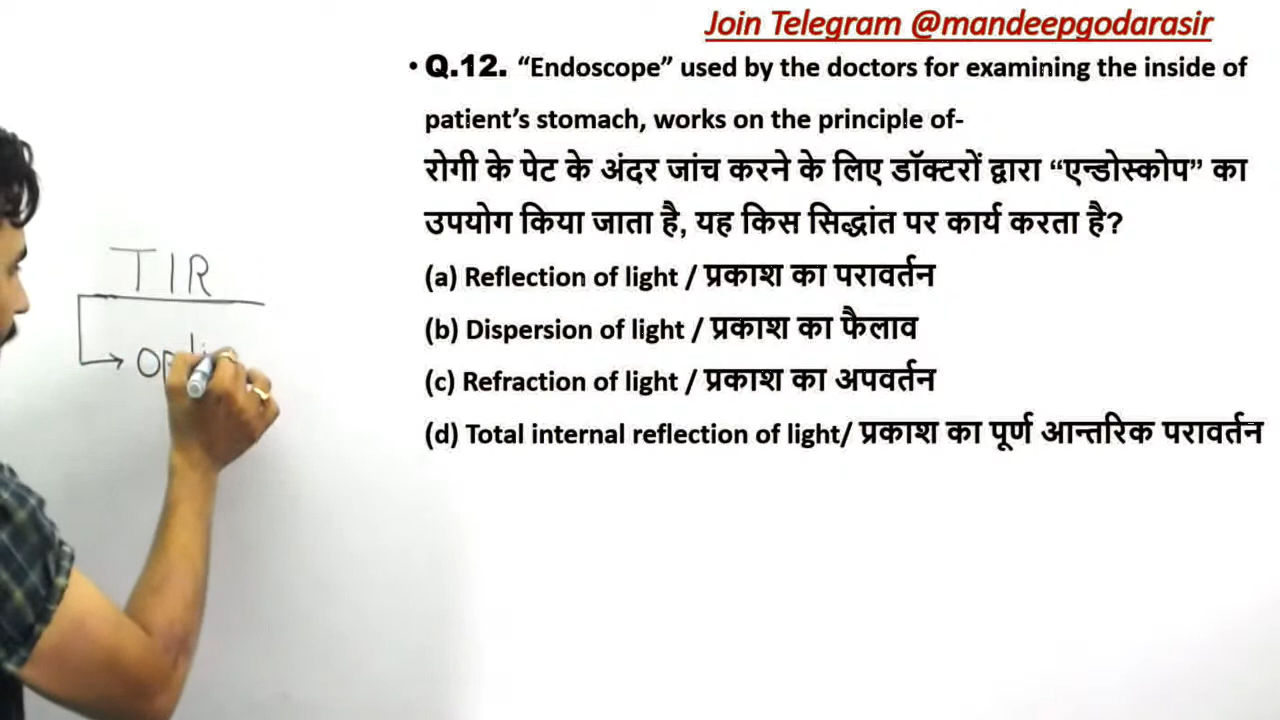 Join Telegram @mandeepgodarasir
• Q.12. “Endoscope” used by the doctors for examining the inside of
patient’s stomach, works on the principle of-
रोगी के पेट के अंदर जांच करने के लिए डॉक्टरों द्वारा “एन्डोस्कोप” का
उपयोग किया जाता है, यह किस सिद्धांत पर कार्य करता है?
(a) Reflection of light / प्रकाश का परावर्तन
(b) Dispersion of light / प्रकाश का फैलाव
(c) Refraction of light / प्रकाश का अपवर्तन
(d) Total internal reflection of light/ प्रकाश का पूर्ण आन्तरिक परावर्तन
TIR